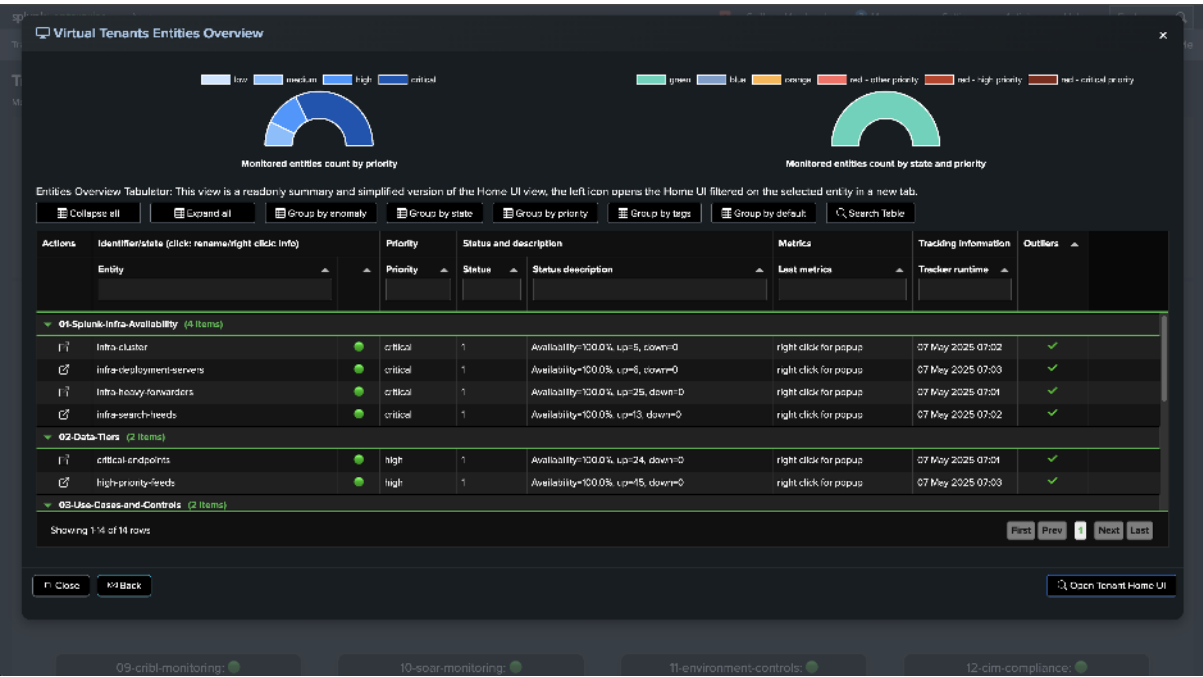 Virtual Tenants Entities Overview
low medium high critical
green blue orange red - other priority red - high priority red - critical priority
Monitored entities count by priority
Monitored entities count by state and priority
Entities Overview Tabulator: This view is a readonly summary and simplified version of the Home UI view, the left icon opens the Home UI filtered on the selected entity in a new tab.
Collapse all Expand all Group by anomaly Group by state Group by priority Group by tags Group by default Search Table
Actions Identifier/state (click: rename/right click: info) Priority Status and description Metrics Tracking information Outliers
Entity Priority Status Status description Last metrics Tracker runtime
01-Splunk-Infra-Availability (4 items)
infra-cluster critical 1 Availability=100.0%, up=5, down=0 right click for popup 07 May 2025 07:02
infra-deployment-servers critical 1 Availability=100.0%, up=6, down=0 right click for popup 07 May 2025 07:03
infra-heavy-forwarders critical 1 Availability=100.0%, up=25, down=0 right click for popup 07 May 2025 07:01
infra-search-heads critical 1 Availability=100.0%, up=13, down=0 right click for popup 07 May 2025 07:02
02-Data-Tiers (2 items)
critical-endpoints high 1 Availability=100.0%, up=24, down=0 right click for popup 07 May 2025 07:01
high-priority-feeds high 1 Availability=100.0%, up=45, down=0 right click for popup 07 May 2025 07:03
03-Use-Cases-and-Controls (2 items)
Showing 1-14 of 14 rows
First Prev 1 Next Last
Close Back Open Tenant Home UI
09-cribl-monitoring: 10-soar-monitoring: 11-environment-controls: 12-cim-compliance: